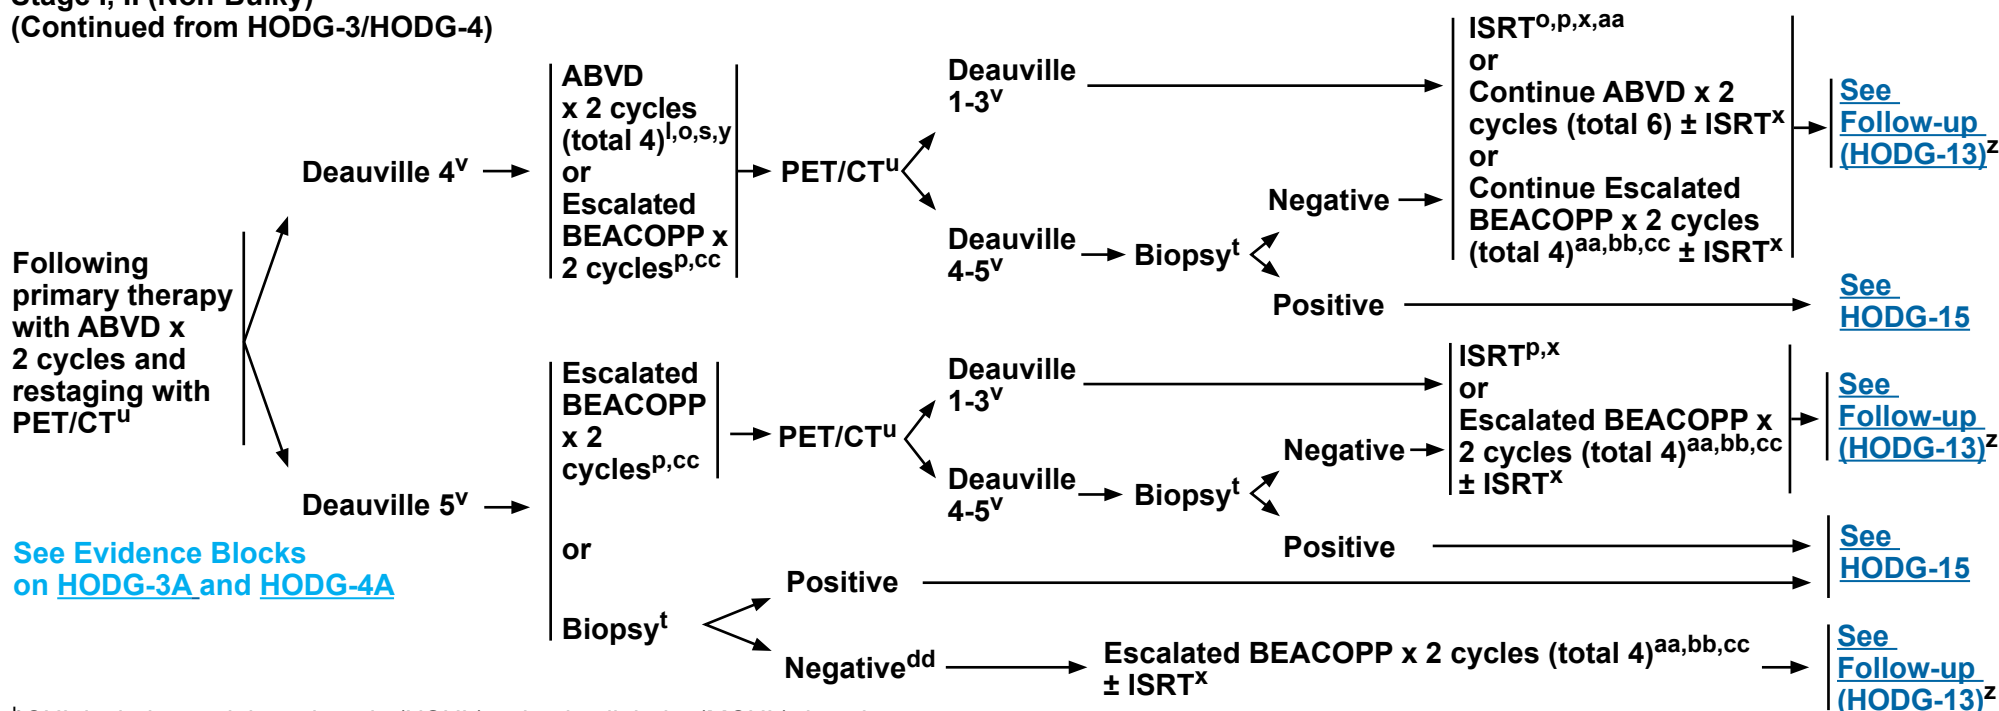 (Continued from HODG-3/HODG-4)
Following
primary therapy
with ABVD x
2 cycles and
restaging with
PET/CTᵘ
Deauville 4ᵛ
ABVD
x 2 cycles
(total 4)l,o,s,y
or
Escalated
BEACOPP x
2 cyclesp,cc
PET/CTᵘ
Deauville
1-3ᵛ
Deauville
4-5ᵛ
Biopsyᵗ
Negative
Positive
ISRTo,p,x,aa
or
Continue ABVD x 2
cycles (total 6) ± ISRTˣ
or
Continue Escalated
BEACOPP x 2 cycles
(total 4)aa,bb,cc ± ISRTˣ
See
Follow-up
(HODG-13)ᶻ
See
HODG-15
Deauville 5ᵛ
Escalated
BEACOPP
x 2
cyclesp,cc
or
Biopsyᵗ
PET/CTᵘ
Deauville
1-3ᵛ
Deauville
4-5ᵛ
Biopsyᵗ
Negative
Positive
ISRTp,x
or
Escalated BEACOPP x
2 cycles (total 4)aa,bb,cc
± ISRTˣ
See
Follow-up
(HODG-13)ᶻ
See
HODG-15
Positive
Negativedd
Escalated BEACOPP x 2 cycles (total 4)aa,bb,cc
± ISRTˣ
See
Follow-up
(HODG-13)ᶻ
See Evidence Blocks
on HODG-3A and HODG-4A